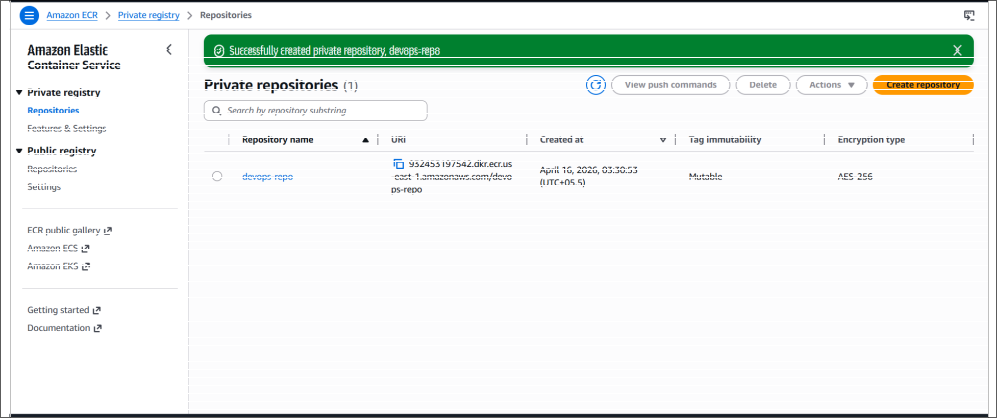 Amazon ECR > Private registry > Repositories
Amazon Elastic
Container Service
Private registry
Repositories
Features & Settings
Public registry
Repositories
Settings
ECR public gallery
Amazon ECS
Amazon EKS
Getting started
Documentation
Successfully created private repository, devops-repo
Private repositories (1)
View push commands
Delete
Actions
Create repository
Search by repository substring
Repository name
URI
Created at
Tag immutability
Encryption type
devops-repo
932453197542.dkr.ecr.us
-east-1.amazonaws.com/devo
ps-repo
April 16, 2026, 03:30:53
(UTC+05.5)
Mutable
AES-256